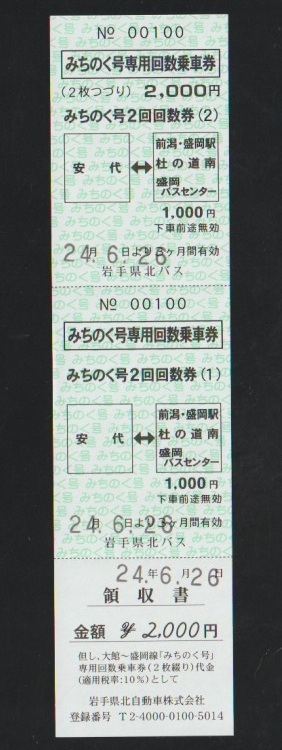 № 00100
みちのく号専用回数乗車券
(2枚つづり) 2,000円
みちのく号2回回数券(2)
安代 ↔ 前潟・盛岡駅
杜の道南
盛岡
バスセンター
1,000円
下車前途無効
24.6.26
月 日より3ヶ月間有効
岩手県北バス
№ 00100
みちのく号専用回数乗車券
みちのく号2回回数券(1)
安代 ↔ 前潟・盛岡駅
杜の道南
盛岡
バスセンター
1,000円
下車前途無効
24.6.26
月 日より3ヶ月間有効
岩手県北バス
24.年6.月26日
領収書
金額 ¥2,000円
但し、大館~盛岡線「みちのく号」
専用回数乗車券(2枚綴り)代金
(適用税率:10%)として
岩手県北自動車株式会社
登録番号 T2-4000-0100-5014